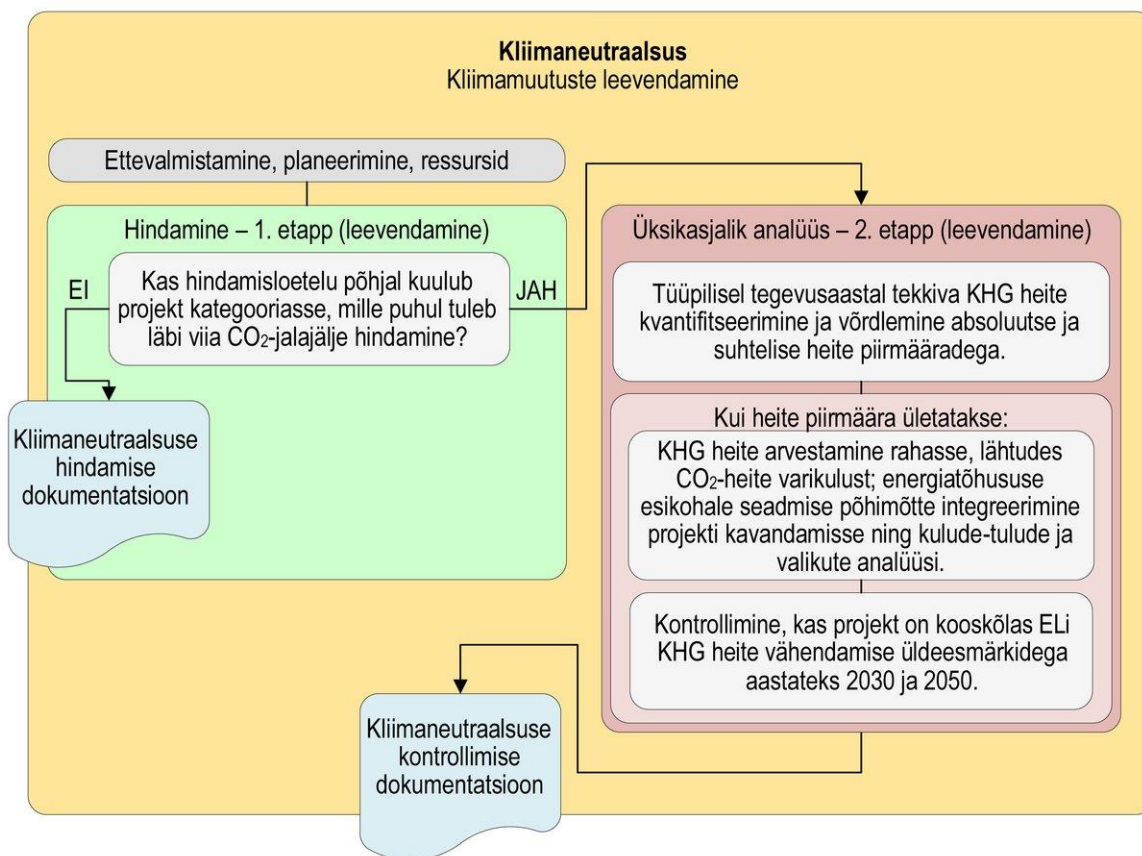 Kliimaneutraalsus
Kliimamuutuste leevendamine
Ettevalmistamine, planeerimine, ressursid
Hindamine – 1. etapp (leevendamine)
EI
Kas hindamisloetelu põhjal kuulub
projekt kategooriasse, mille puhul tuleb
läbi viia CO₂-jalajälje hindamine?
JAH
Kliimaneutraalsuse
hindamise
dokumentatsioon
Üksikasjalik analüüs – 2. etapp (leevendamine)
Tüüpilisel tegevusaastal tekkiva KHG heite
kvantifitseerimine ja võrdlemine absoluutse ja
suhtelise heite piirmääradega.
Kui heite piirmäära ületatakse:
KHG heite arvestamine rahasse, lähtudes
CO₂-heite varikulust; energiatõhususe
esikohale seadmise põhimõtte integreerimine
projekti kavandamisse ning kulude-tulude ja
valikute analüüsi.
Kontrollimine, kas projekt on kooskõlas ELi
KHG heite vähendamise üldeesmärkidega
aastateks 2030 ja 2050.
Kliimaneutraalsuse
kontrollimise
dokumentatsioon